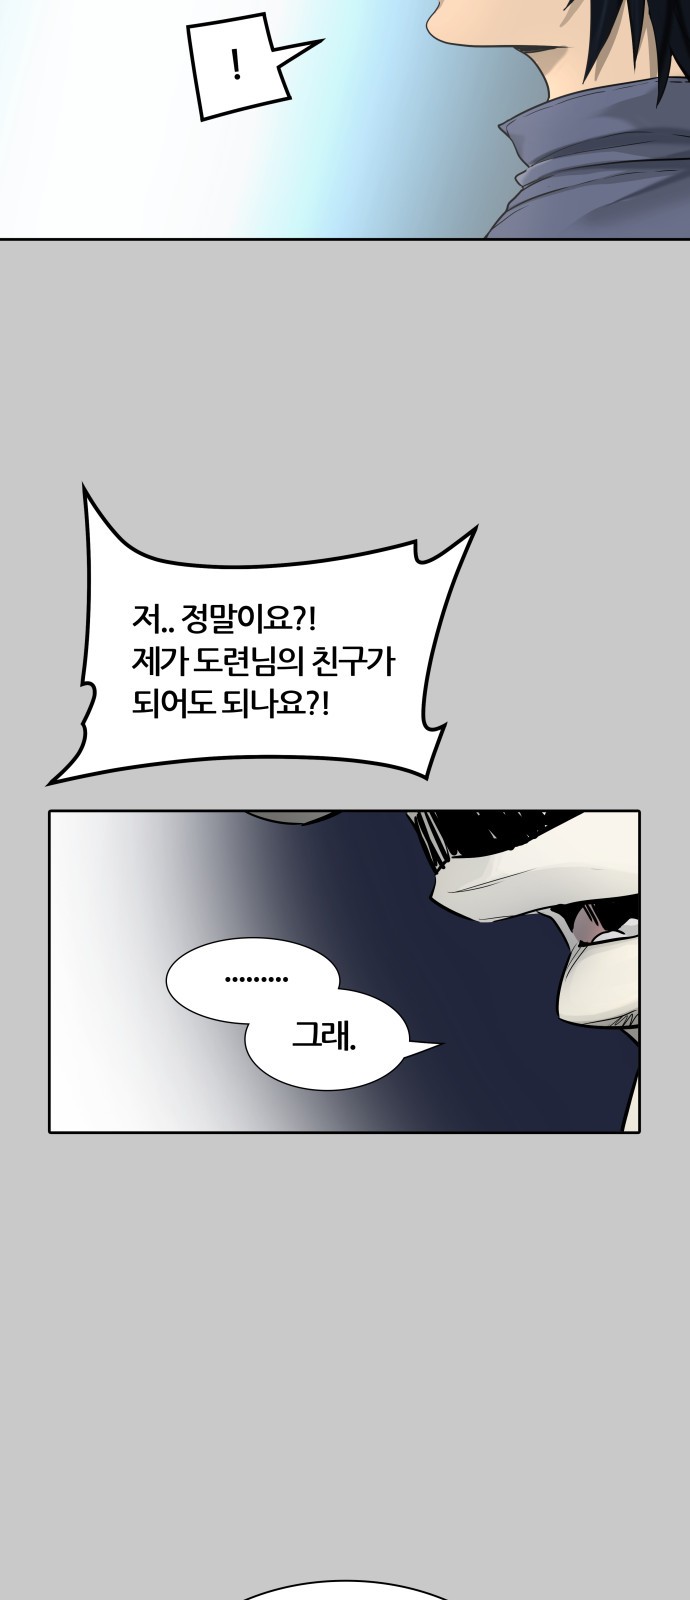 !
저.. 정말이요?!
제가 도련님의 친구가
되어도 되나요?!
.........
그래.